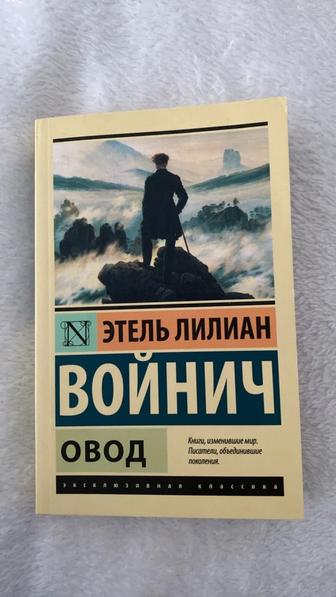 N
ЭТЕЛЬ ЛИЛИАН
ВОЙНИЧ
ОВОД
Книги, изменившие мир.
Писатели, объединившие
поколения.
эксклюзивная классика